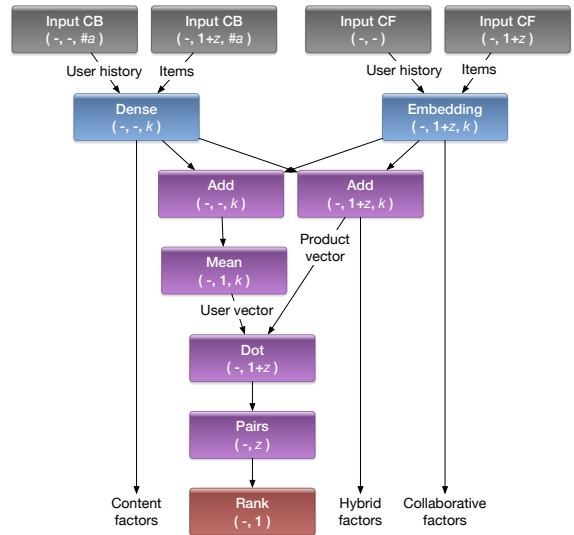 Input CB
( -, -, #a )
Input CB
( -, 1+z, #a )
Input CF
( -, - )
Input CF
( -, 1+z )
User history
Items
User history
Items
Dense
( -, -, k )
Embedding
( -, 1+z, k )
Add
( -, -, k )
Add
( -, 1+z, k )
Product
vector
Mean
( -, 1, k )
User vector
Dot
( -, 1+z )
Pairs
( -, z )
Rank
( -, 1 )
Content
factors
Hybrid
factors
Collaborative
factors